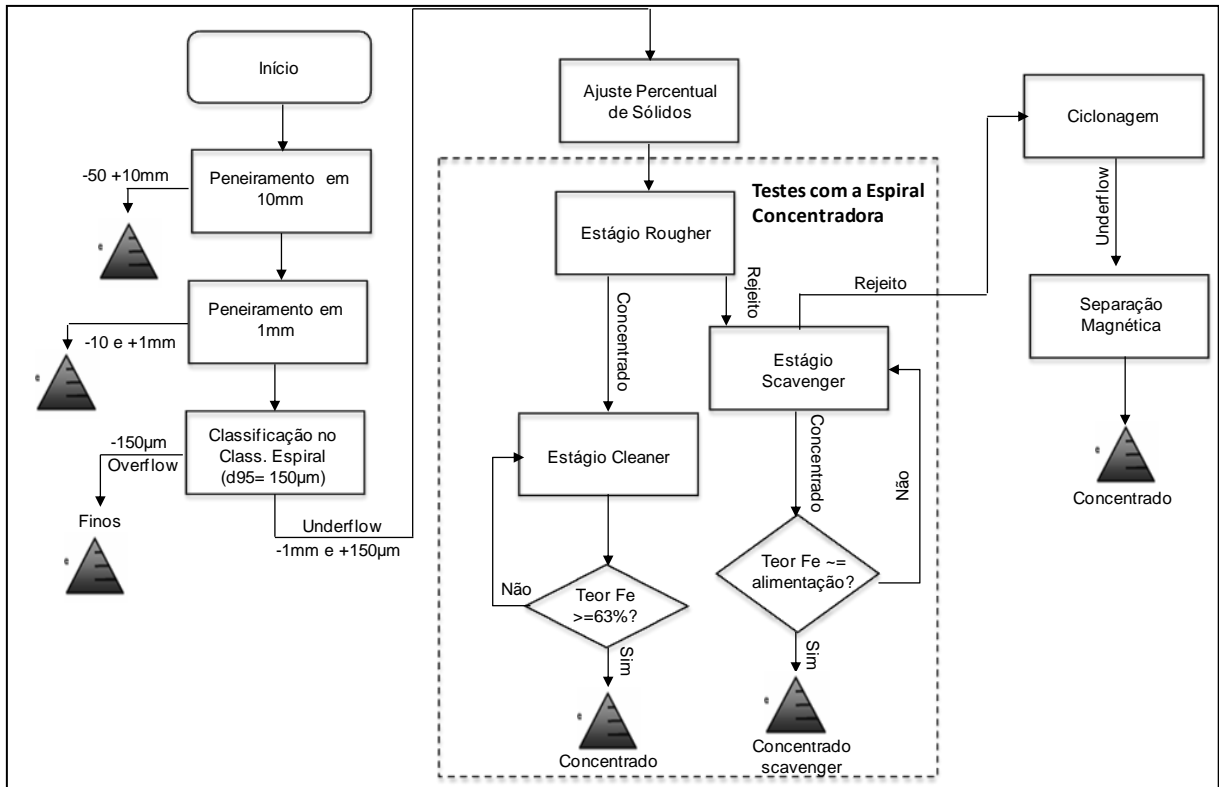 Início
-50 +10mm
Peneiramento em
10mm
e
Peneiramento em
1mm
-10 e +1mm
e
Classificação no
Class. Espiral
(d95= 150µm)
-150µm
Overflow
Finos
e
Underflow
-1mm e +150µm
Ajuste Percentual
de Sólidos
Testes com a Espiral
Concentradora
Estágio Rougher
Concentrado
Rejeito
Estágio Cleaner
Não
Teor Fe
>=63%?
Sim
e
Concentrado
Estágio
Scavenger
Concentrado
Não
Teor Fe ~=
alimentação?
Sim
e
Concentrado
scavenger
Rejeito
Ciclonagem
Underflow
Separação
Magnética
e
Concentrado